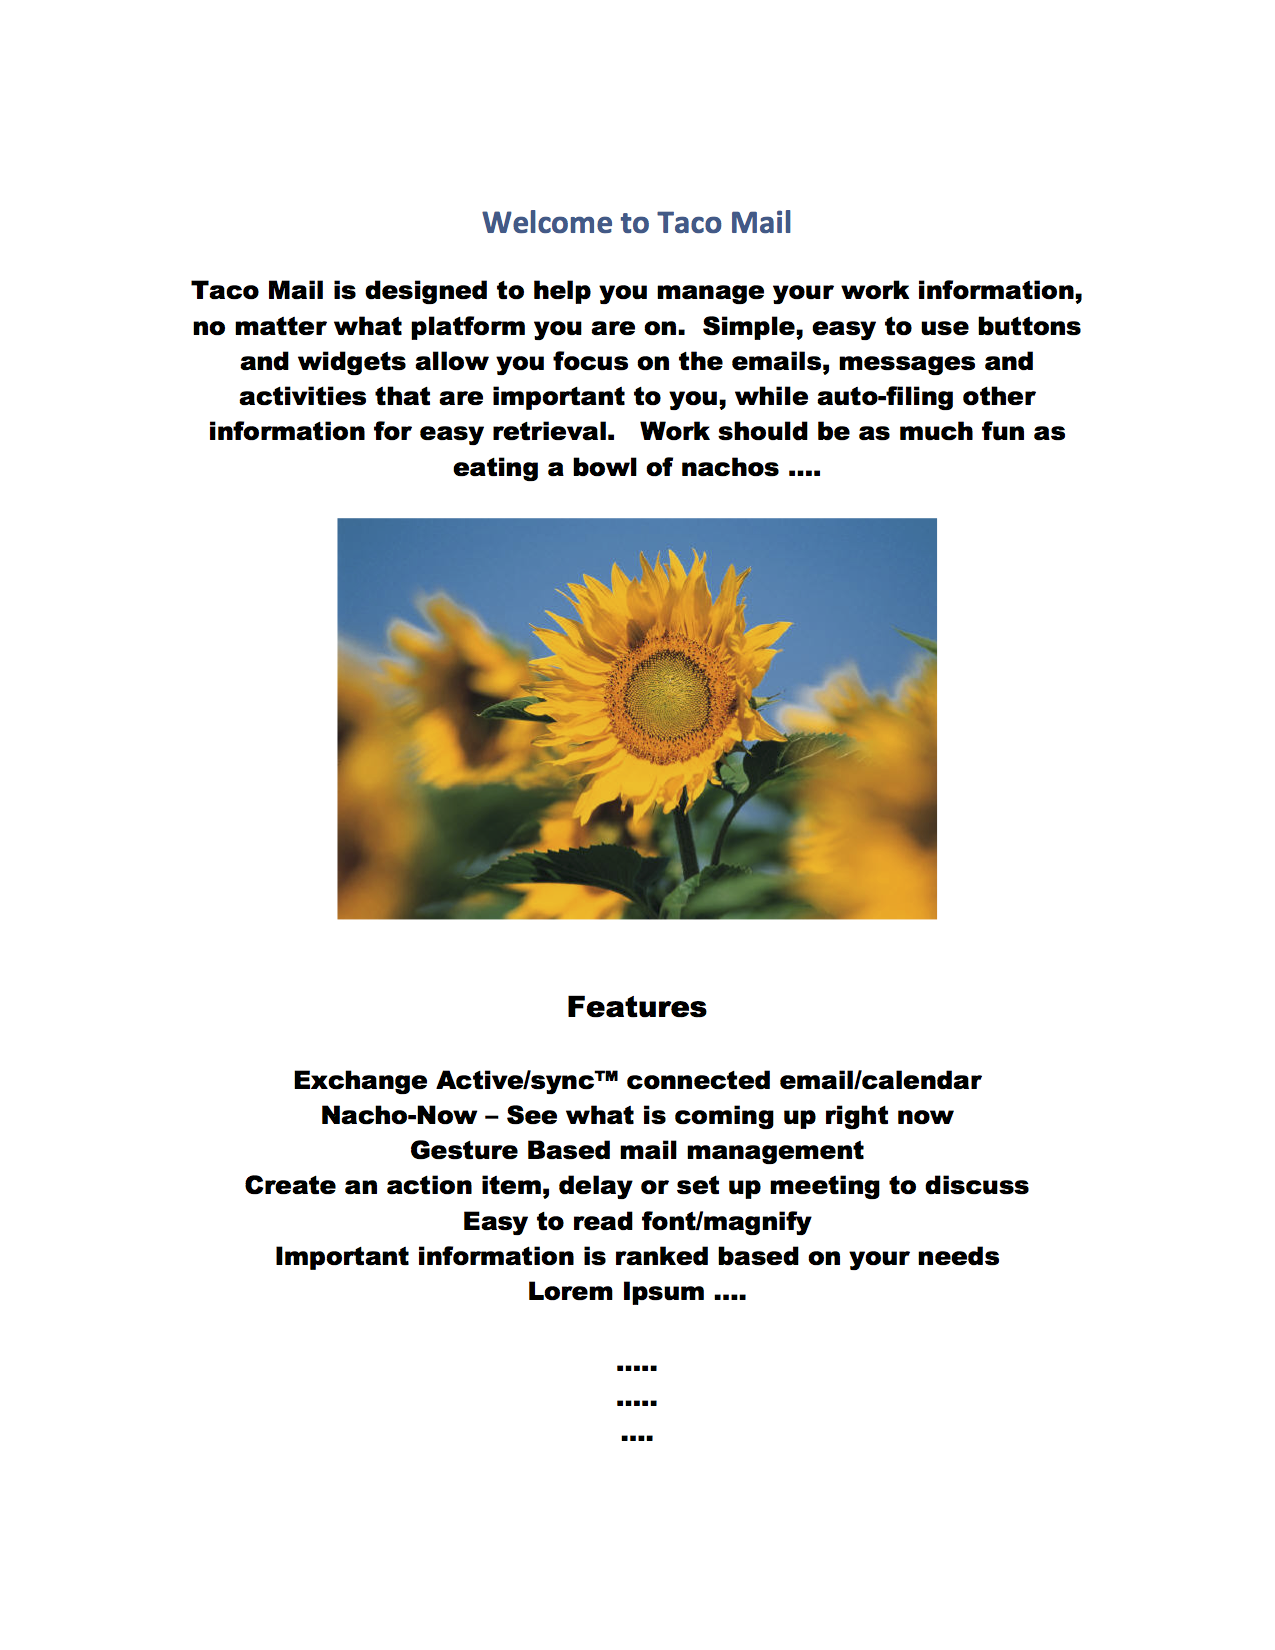 Welcome to Taco Mail
Taco Mail is designed to help you manage your work information,
no matter what platform you are on.  Simple, easy to use buttons
and widgets allow you focus on the emails, messages and
activities that are important to you, while auto-filing other
information for easy retrieval.   Work should be as much fun as
eating a bowl of nachos ....
Features
Exchange Active/sync™ connected email/calendar
Nacho-Now – See what is coming up right now
Gesture Based mail management
Create an action item, delay or set up meeting to discuss
Easy to read font/magnify
Important information is ranked based on your needs
Lorem Ipsum ....
.....
.....
....